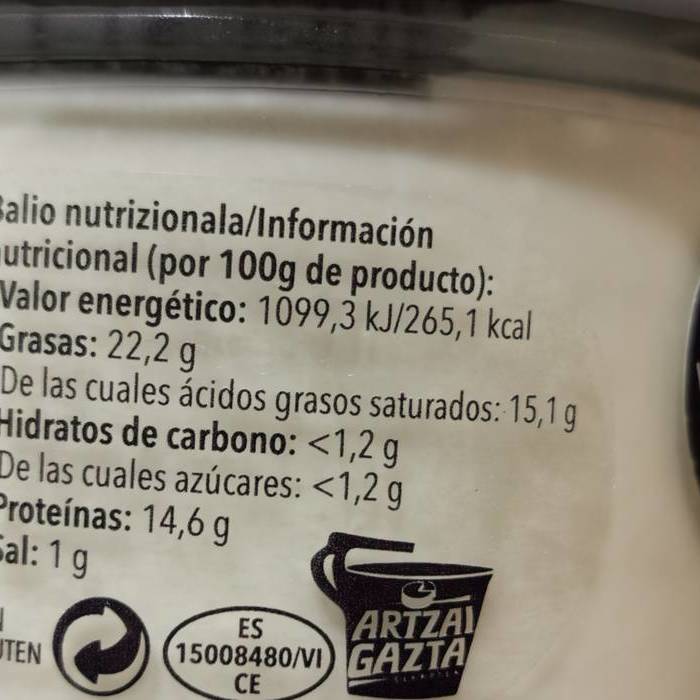 Balio nutrizionala/Información
nutricional (por 100g de producto):
Valor energético: 1099,3 kJ/265,1 kcal
Grasas: 22,2 g
De las cuales ácidos grasos saturados: 15,1 g
Hidratos de carbono: <1,2 g
De las cuales azúcares: <1,2 g
Proteínas: 14,6 g
Sal: 1 g
UTEN
ES
15008480/VI
CE
ARTZAI
GAZTA